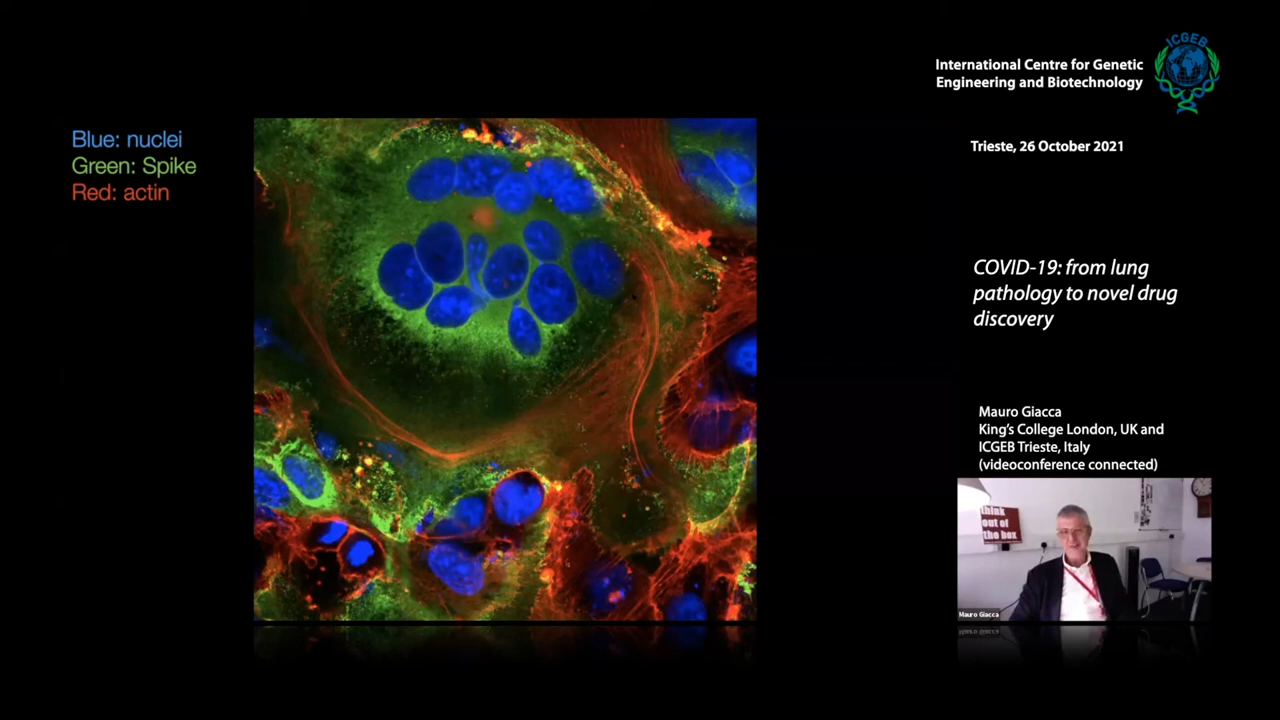 Blue: nuclei
Green: Spike
Red: actin
International Centre for Genetic
Engineering and Biotechnology
ICGEB
Trieste, 26 October 2021
COVID-19: from lung
pathology to novel drug
discovery
Mauro Giacca
King's College London, UK and
ICGEB Trieste, Italy
(videoconference connected)
think
out of
the box
Mauro Giacca